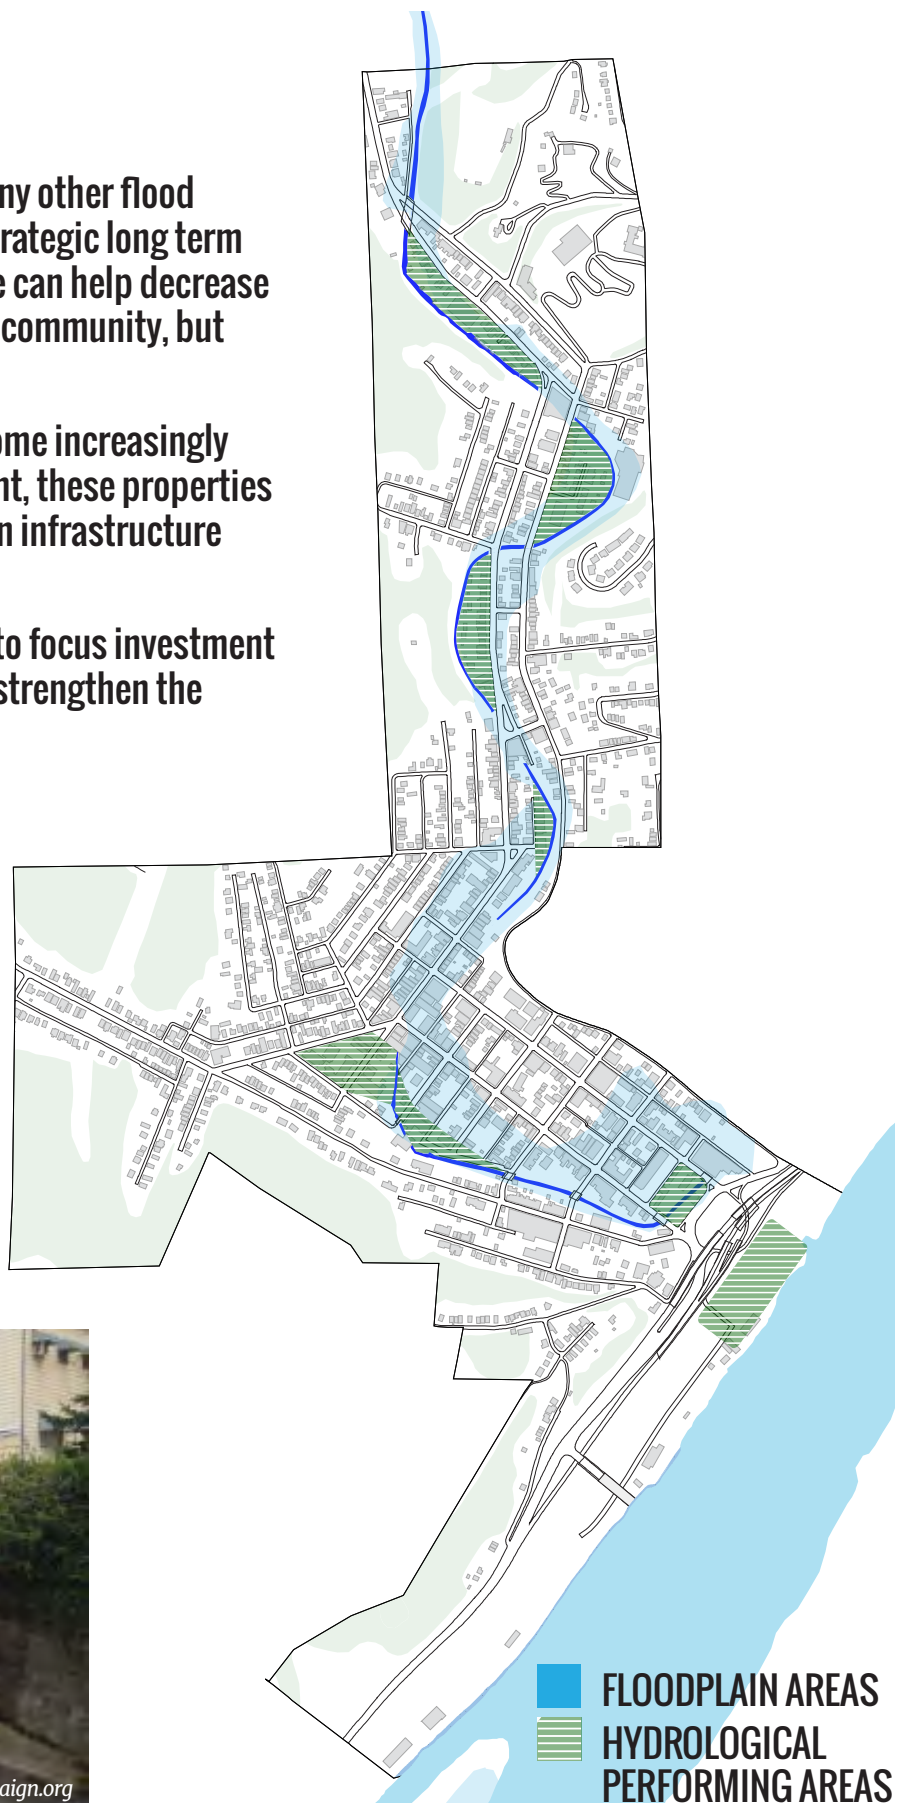 ny other flood
rategic long term
e can help decrease
community, but
ome increasingly
nt, these properties
n infrastructure
to focus investment
strengthen the
FLOODPLAIN AREAS
HYDROLOGICAL
PERFORMING AREAS
aign.org